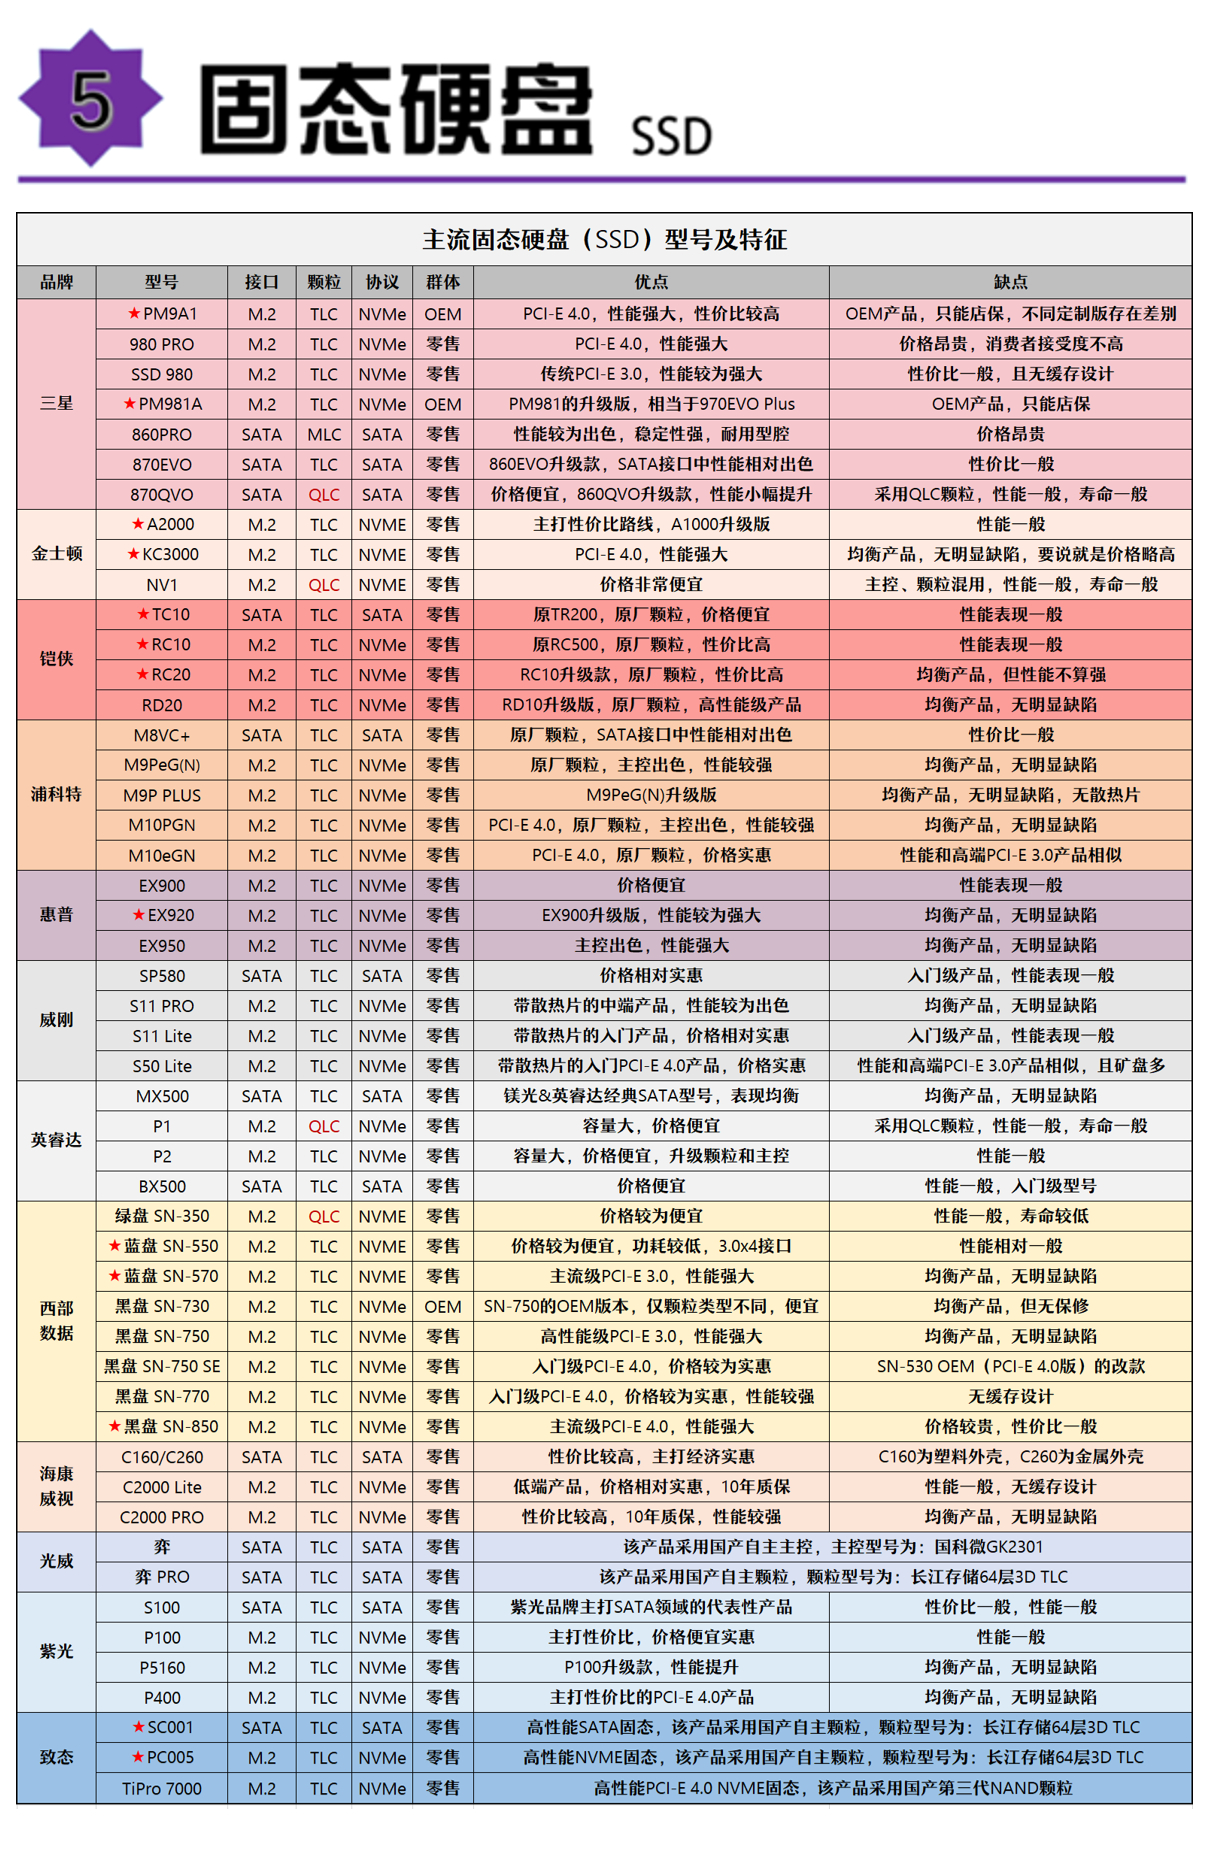 5 固态硬盘 SSD
主流固态硬盘（SSD）型号及特征
品牌 型号 接口 颗粒 协议 群体 优点 缺点
三星
★PM9A1 M.2 TLC NVMe OEM PCI-E 4.0，性能强大，性价比较高 OEM产品，只能店保，不同定制版存在差别
980 PRO M.2 TLC NVMe 零售 PCI-E 4.0，性能强大 价格昂贵，消费者接受度不高
SSD 980 M.2 TLC NVMe 零售 传统PCI-E 3.0，性能较为强大 性价比一般，且无缓存设计
★PM981A M.2 TLC NVMe OEM PM981的升级版，相当于970EVO Plus OEM产品，只能店保
860PRO SATA MLC SATA 零售 性能较为出色，稳定性强，耐用型腔 价格昂贵
870EVO SATA TLC SATA 零售 860EVO升级款，SATA接口中性能相对出色 性价比一般
870QVO SATA QLC SATA 零售 价格便宜，860QVO升级款，性能小幅提升 采用QLC颗粒，性能一般，寿命一般
金士顿
★A2000 M.2 TLC NVME 零售 主打性价比路线，A1000升级版 性能一般
★KC3000 M.2 TLC NVME 零售 PCI-E 4.0，性能强大 均衡产品，无明显缺陷，要说就是价格略高
NV1 M.2 QLC NVME 零售 价格非常便宜 主控、颗粒混用，性能一般，寿命一般
铠侠
★TC10 SATA TLC SATA 零售 原TR200，原厂颗粒，价格便宜 性能表现一般
★RC10 M.2 TLC NVMe 零售 原RC500，原厂颗粒，性价比高 性能表现一般
★RC20 M.2 TLC NVMe 零售 RC10升级款，原厂颗粒，性价比高 均衡产品，但性能不算强
RD20 M.2 TLC NVMe 零售 RD10升级版，原厂颗粒，高性能级产品 均衡产品，无明显缺陷
浦科特
M8VC+ SATA TLC SATA 零售 原厂颗粒，SATA接口中性能相对出色 性价比一般
M9PeG(N) M.2 TLC NVMe 零售 原厂颗粒，主控出色，性能较强 均衡产品，无明显缺陷
M9P PLUS M.2 TLC NVMe 零售 M9PeG(N)升级版 均衡产品，无明显缺陷，无散热片
M10PGN M.2 TLC NVMe 零售 PCI-E 4.0，原厂颗粒，主控出色，性能较强 均衡产品，无明显缺陷
M10eGN M.2 TLC NVMe 零售 PCI-E 4.0，原厂颗粒，价格实惠 性能和高端PCI-E 3.0产品相似
惠普
EX900 M.2 TLC NVMe 零售 价格便宜 性能表现一般
★EX920 M.2 TLC NVMe 零售 EX900升级版，性能较为强大 均衡产品，无明显缺陷
EX950 M.2 TLC NVMe 零售 主控出色，性能强大 均衡产品，无明显缺陷
威刚
SP580 SATA TLC SATA 零售 价格相对实惠 入门级产品，性能表现一般
S11 PRO M.2 TLC NVMe 零售 带散热片的中端产品，性能较为出色 均衡产品，无明显缺陷
S11 Lite M.2 TLC NVMe 零售 带散热片的入门产品，价格相对实惠 入门级产品，性能表现一般
S50 Lite M.2 TLC NVMe 零售 带散热片的入门PCI-E 4.0产品，价格实惠 性能和高端PCI-E 3.0产品相似，且矿盘多
英睿达
MX500 SATA TLC SATA 零售 镁光&英睿达经典SATA型号，表现均衡 均衡产品，无明显缺陷
P1 M.2 QLC NVMe 零售 容量大，价格便宜 采用QLC颗粒，性能一般，寿命一般
P2 M.2 TLC NVMe 零售 容量大，价格便宜，升级颗粒和主控 性能一般
BX500 SATA TLC SATA 零售 价格便宜 性能一般，入门级型号
西部
数据
绿盘 SN-350 M.2 QLC NVME 零售 价格较为便宜 性能一般，寿命较低
★蓝盘 SN-550 M.2 TLC NVME 零售 价格较为便宜，功耗较低，3.0x4接口 性能相对一般
★蓝盘 SN-570 M.2 TLC NVME 零售 主流级PCI-E 3.0，性能强大 均衡产品，无明显缺陷
黑盘 SN-730 M.2 TLC NVMe OEM SN-750的OEM版本，仅颗粒类型不同，便宜 均衡产品，但无保修
黑盘 SN-750 M.2 TLC NVMe 零售 高性能级PCI-E 3.0，性能强大 均衡产品，无明显缺陷
黑盘 SN-750 SE M.2 TLC NVMe 零售 入门级PCI-E 4.0，价格较为实惠 SN-530 OEM（PCI-E 4.0版）的改款
黑盘 SN-770 M.2 TLC NVMe 零售 入门级PCI-E 4.0，价格较为实惠，性能较强 无缓存设计
★黑盘 SN-850 M.2 TLC NVMe 零售 主流级PCI-E 4.0，性能强大 价格较贵，性价比一般
海康
威视
C160/C260 SATA TLC SATA 零售 性价比较高，主打经济实惠 C160为塑料外壳，C260为金属外壳
C2000 Lite M.2 TLC NVMe 零售 低端产品，价格相对实惠，10年质保 性能一般，无缓存设计
C2000 PRO M.2 TLC NVMe 零售 性价比较高，10年质保，性能较强 均衡产品，无明显缺陷
光威
弈 SATA TLC SATA 零售 该产品采用国产自主主控，主控型号为：国科微GK2301
弈 PRO SATA TLC SATA 零售 该产品采用国产自主颗粒，颗粒型号为：长江存储64层3D TLC
紫光
S100 SATA TLC SATA 零售 紫光品牌主打SATA领域的代表性产品 性价比一般，性能一般
P100 M.2 TLC NVMe 零售 主打性价比，价格便宜实惠 性能一般
P5160 M.2 TLC NVMe 零售 P100升级款，性能提升 均衡产品，无明显缺陷
P400 M.2 TLC NVMe 零售 主打性价比的PCI-E 4.0产品 均衡产品，无明显缺陷
致态
★SC001 SATA TLC SATA 零售 高性能SATA固态，该产品采用国产自主颗粒，颗粒型号为：长江存储64层3D TLC
★PC005 M.2 TLC NVMe 零售 高性能NVME固态，该产品采用国产自主颗粒，颗粒型号为：长江存储64层3D TLC
TiPro 7000 M.2 TLC NVMe 零售 高性能PCI-E 4.0 NVME固态，该产品采用国产第三代NAND颗粒